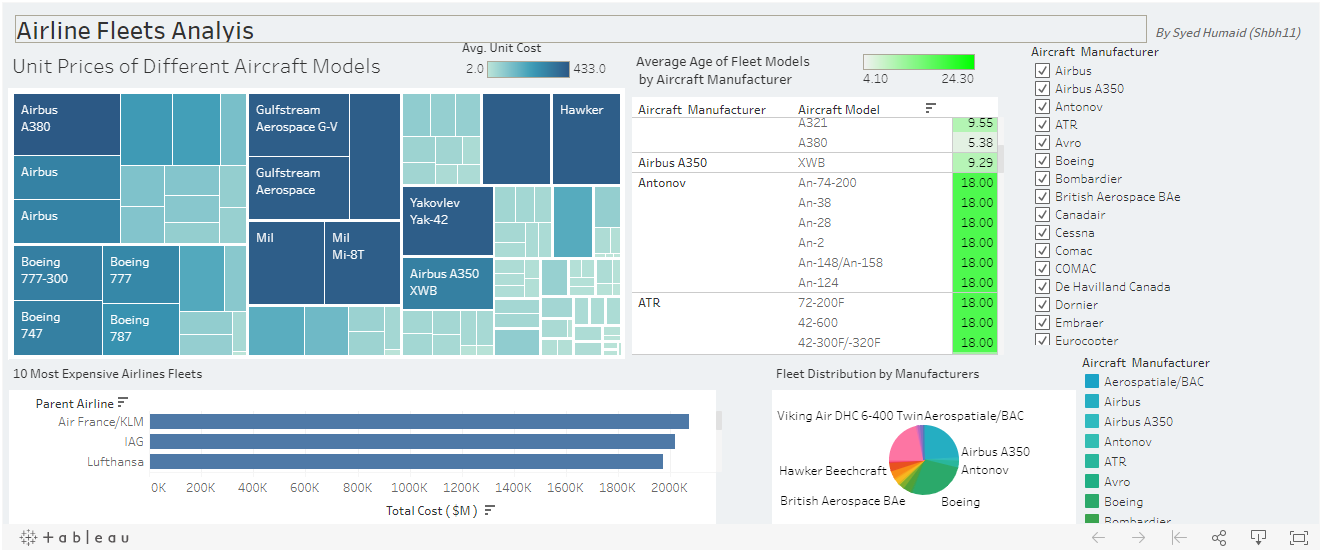 Airline Fleets Analyis
By Syed Humaid (Shbh11)
Unit Prices of Different Aircraft Models
Avg. Unit Cost
2.0 433.0
Airbus
A380
Airbus
Airbus
Boeing
777-300
Boeing
777
Boeing
747
Boeing
787
Gulfstream
Aerospace G-V
Gulfstream
Aerospace
Mil
Mil
Mi-8T
Hawker
Yakovlev
Yak-42
Airbus A350
XWB
Average Age of Fleet Models
by Aircraft Manufacturer
4.10 24.30
Aircraft Manufacturer Aircraft Model
A321 9.55
A380 5.38
Airbus A350 XWB 9.29
Antonov An-74-200 18.00
An-38 18.00
An-28 18.00
An-2 18.00
An-148/An-158 18.00
An-124 18.00
ATR 72-200F 18.00
42-600 18.00
42-300F/-320F 18.00
Aircraft Manufacturer
Airbus
Airbus A350
Antonov
ATR
Avro
Boeing
Bombardier
British Aerospace BAe
Canadair
Cessna
Comac
COMAC
De Havilland Canada
Dornier
Embraer
Eurocopter
10 Most Expensive Airlines Fleets
Parent Airline
Air France/KLM
IAG
Lufthansa
0K 200K 400K 600K 800K 1000K 1200K 1400K 1600K 1800K 2000K
Total Cost ( $M )
Fleet Distribution by Manufacturers
Viking Air DHC 6-400 Twin Aerospatiale/BAC
Airbus A350
Hawker Beechcraft Antonov
British Aerospace BAe Boeing
Aircraft Manufacturer
Aerospatiale/BAC
Airbus
Airbus A350
Antonov
ATR
Avro
Boeing
Bombardier
+ableau